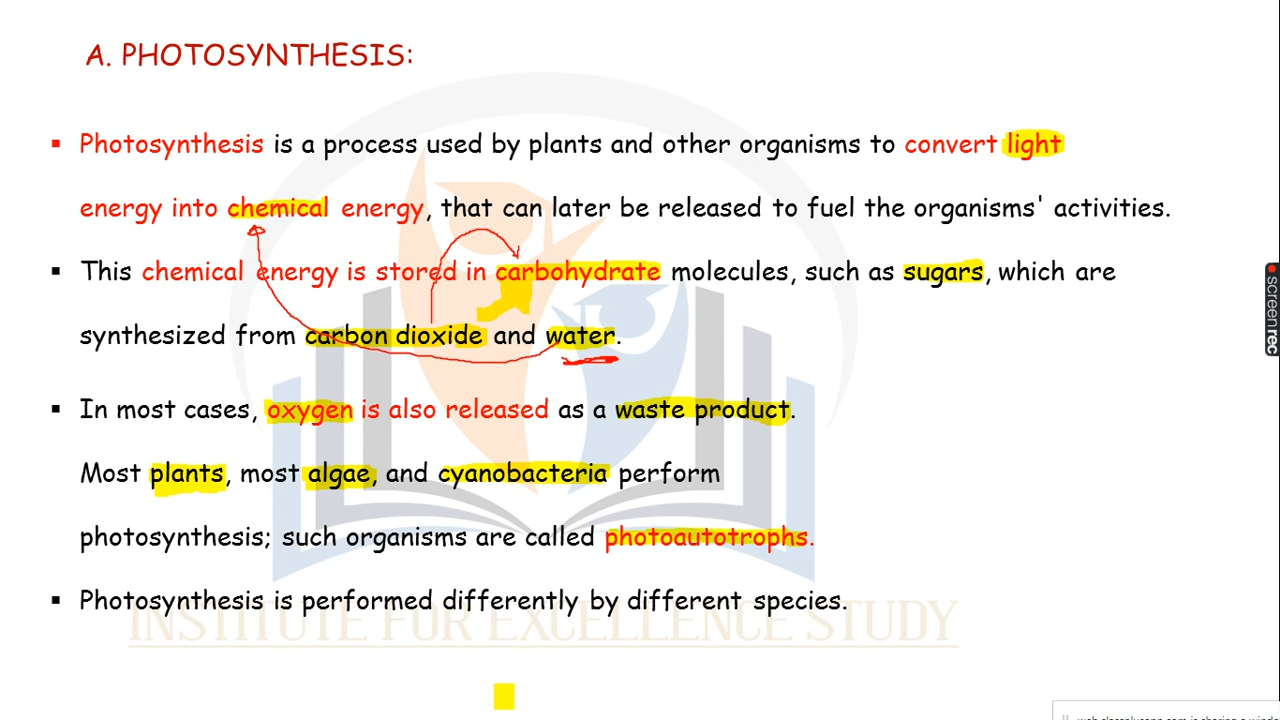 A. PHOTOSYNTHESIS:
▪ Photosynthesis is a process used by plants and other organisms to convert light
energy into chemical energy, that can later be released to fuel the organisms' activities.
▪ This chemical energy is stored in carbohydrate molecules, such as sugars, which are
synthesized from carbon dioxide and water.
▪ In most cases, oxygen is also released as a waste product.
Most plants, most algae, and cyanobacteria perform
photosynthesis; such organisms are called photoautotrophs.
▪ Photosynthesis is performed differently by different species.
INSTITUTE FOR EXCELLENCE STUDY
screenrec